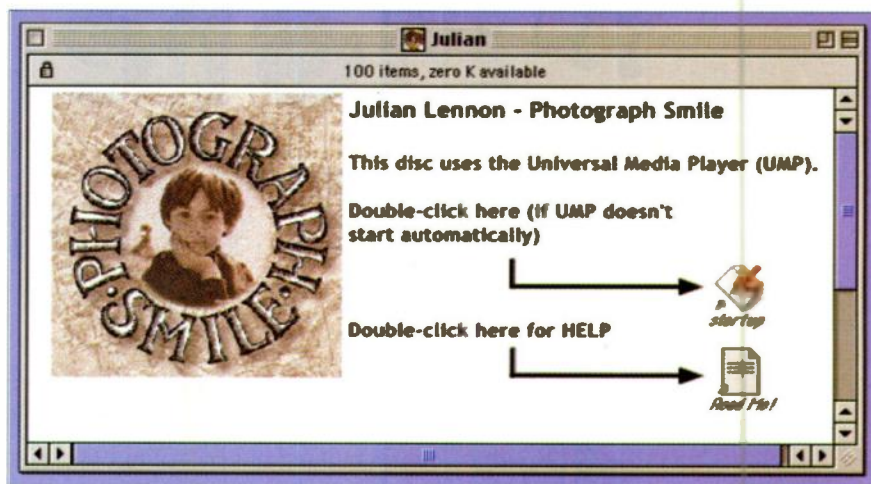 Julian
100 items, zero K available
PHOTOGRAPH·SMILE·
Julian Lennon - Photograph Smile
This disc uses the Universal Media Player (UMP).
Double-click here (if UMP doesn't
start automatically)
startup
Double-click here for HELP
Read Me!